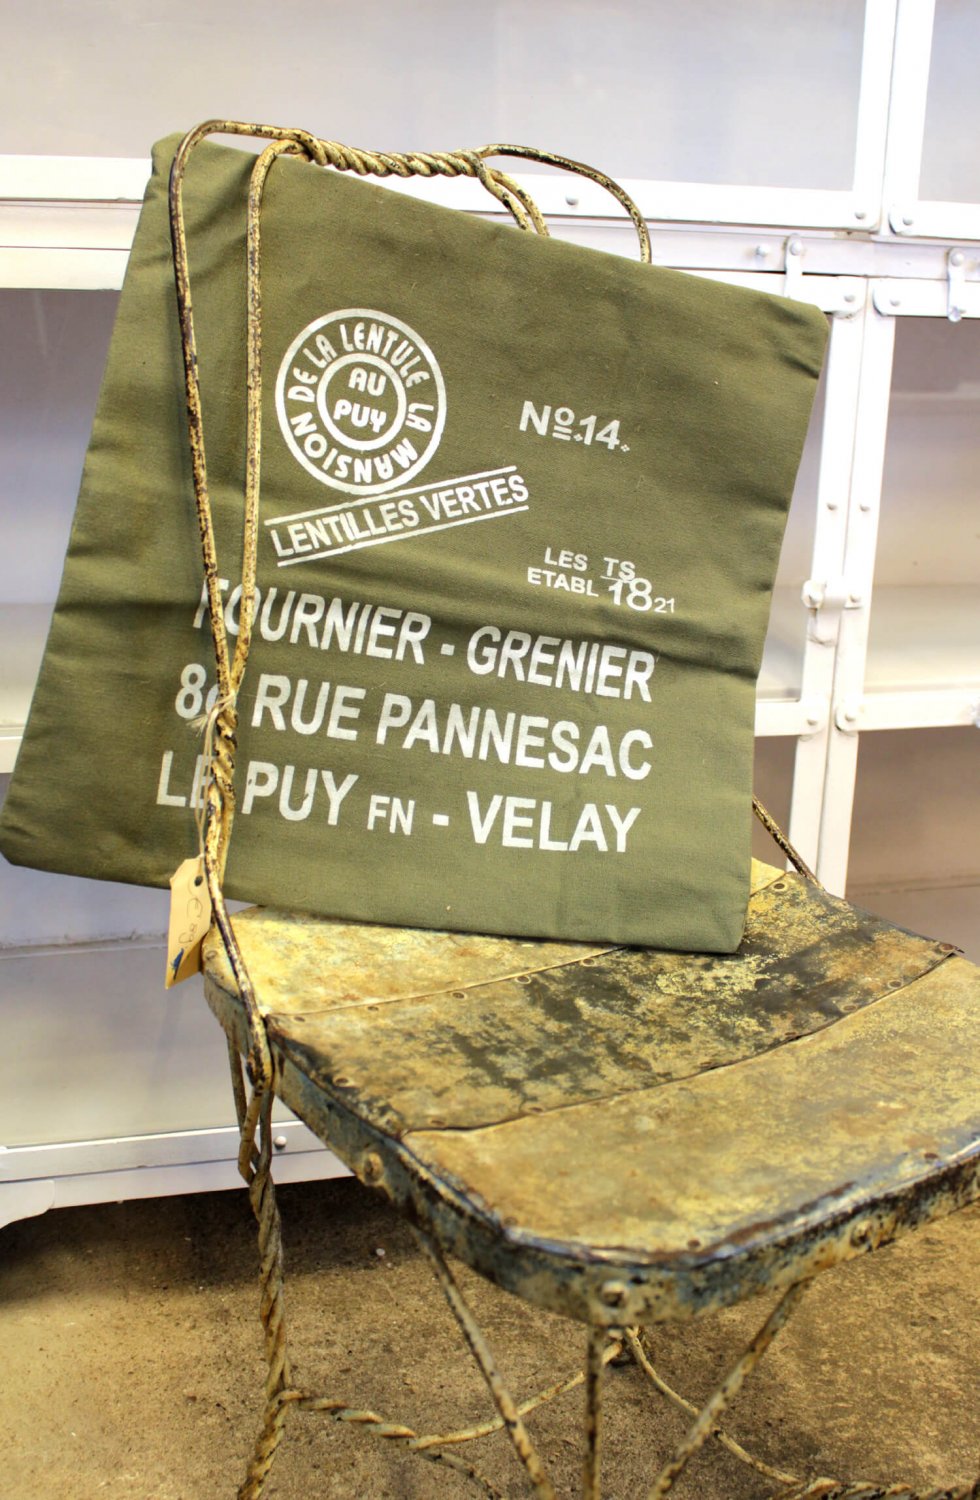 DE LA LENTULE LA MANSION
AU
PUY
LENTILLES VERTES
Nº.14.
LES TS
ETABL 1821
FOURNIER - GRENIER
RUE PANNESAC
LE PUY FN - VELAY